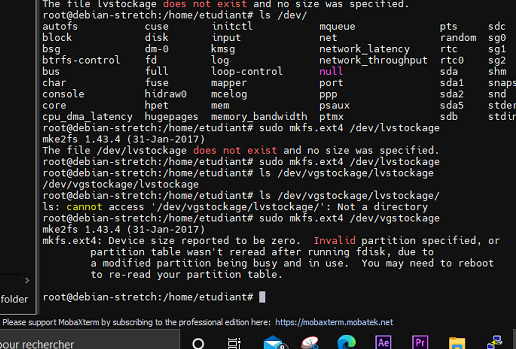 The file lvstockage does not exist and no size was specified.
root@debian-stretch:/home/etudiant# ls /dev/
autofs cuse initctl mqueue pts sdc
block disk input net random sg0
bsg dm-0 kmsg network_latency rtc sg1
btrfs-control fd log network_throughput rtc0 sg2
bus full loop-control null sda shm
char fuse mapper port sda1 snaps
console hidraw0 mcelog ppp sda2 snd
core hpet mem psaux sda5 stder
cpu_dma_latency hugepages memory_bandwidth ptmx sdb stdin
root@debian-stretch:/home/etudiant# sudo mkfs.ext4 /dev/lvstockage
mke2fs 1.43.4 (31-Jan-2017)
The file /dev/lvstockage does not exist and no size was specified.
root@debian-stretch:/home/etudiant# sudo mkfs.ext4 /dev/vgstockage
root@debian-stretch:/home/etudiant# ls /dev/vgstockage/lvstockage
/dev/vgstockage/lvstockage
root@debian-stretch:/home/etudiant# ls /dev/vgstockage/lvstockage/
ls: cannot access '/dev/vgstockage/lvstockage/': Not a directory
root@debian-stretch:/home/etudiant# sudo mkfs.ext4 /dev/vgstockage
mke2fs 1.43.4 (31-Jan-2017)
mkfs.ext4: Device size reported to be zero. Invalid partition specified, or
partition table wasn't reread after running fdisk, due to
a modified partition being busy and in use. You may need to reboot
to re-read your partition table.
root@debian-stretch:/home/etudiant#
folder
Please support MobaXterm by subscribing to the professional edition here: https://mobaxterm.mobatek.net
pour rechercher
Ae
Pr